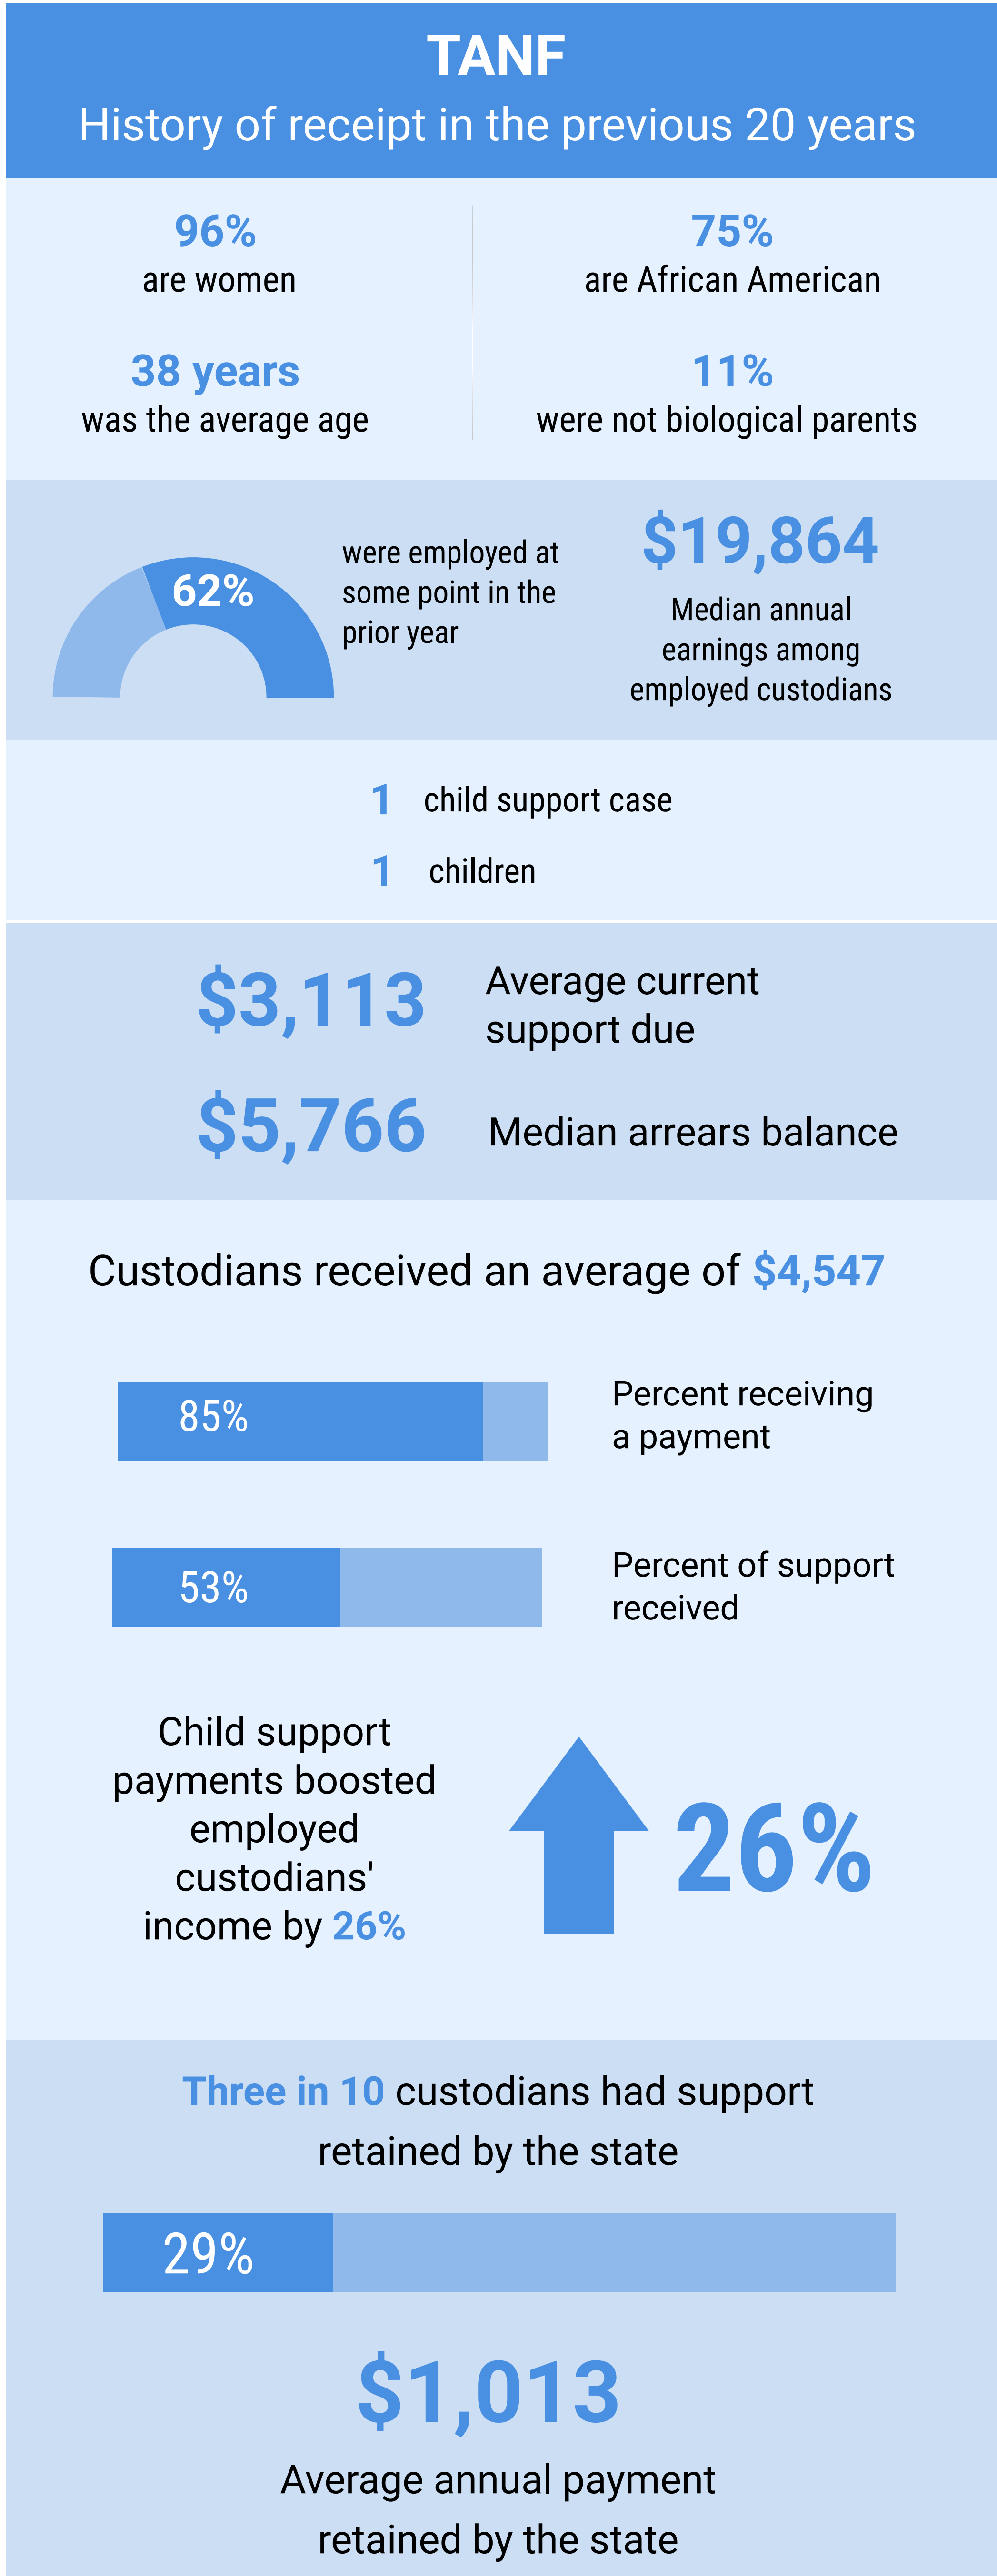 TANF
History of receipt in the previous 20 years
96%
are women
75%
are African American
38 years
was the average age
11%
were not biological parents
62%
were employed at
some point in the
prior year
$19,864
Median annual
earnings among
employed custodians
1 child support case
1 children
$3,113
Average current
support due
$5,766 Median arrears balance
Custodians received an average of $4,547
85%
Percent receiving
a payment
53%
Percent of support
received
Child support
payments boosted
employed
custodians'
income by 26%
26%
Three in 10 custodians had support
retained by the state
29%
$1,013
Average annual payment
retained by the state